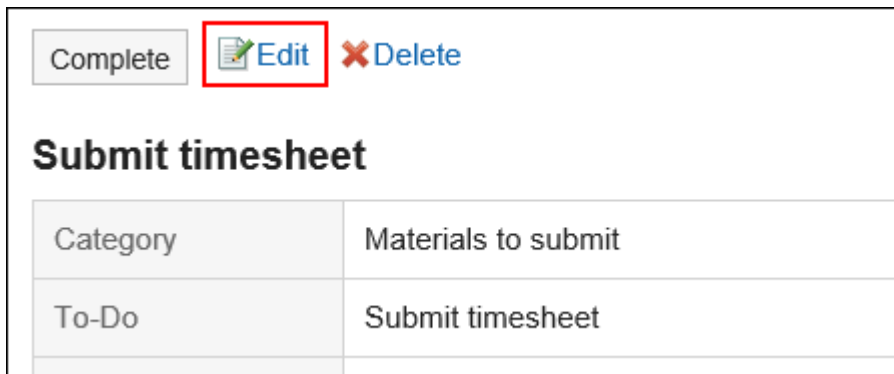 Complete Edit Delete
Submit timesheet
Category Materials to submit
To-Do Submit timesheet